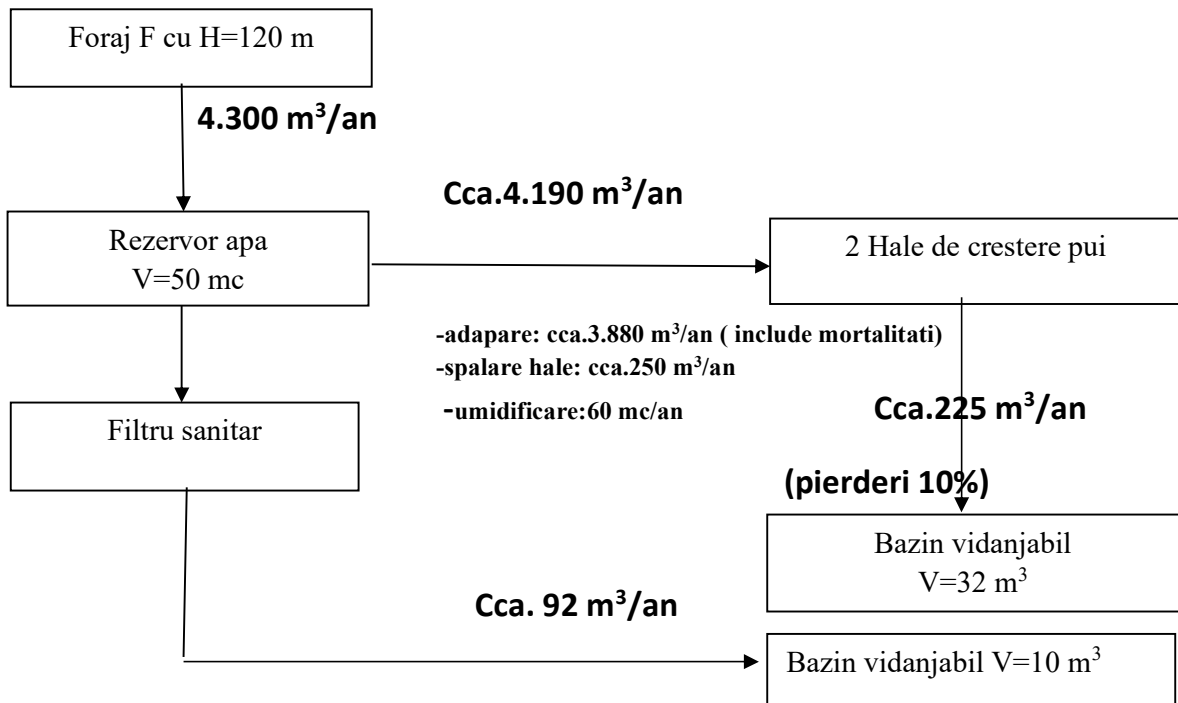 Foraj F cu H=120 m
4.300 m³/an
Cca.4.190 m³/an
Rezervor apa
V=50 mc
2 Hale de crestere pui
-adapare: cca.3.880 m³/an ( include mortalitati)
-spalare hale: cca.250 m³/an
-umidificare:60 mc/an
Filtru sanitar
Cca.225 m³/an
(pierderi 10%)
Bazin vidanjabil
V=32 m³
Cca. 92 m³/an
Bazin vidanjabil V=10 m³